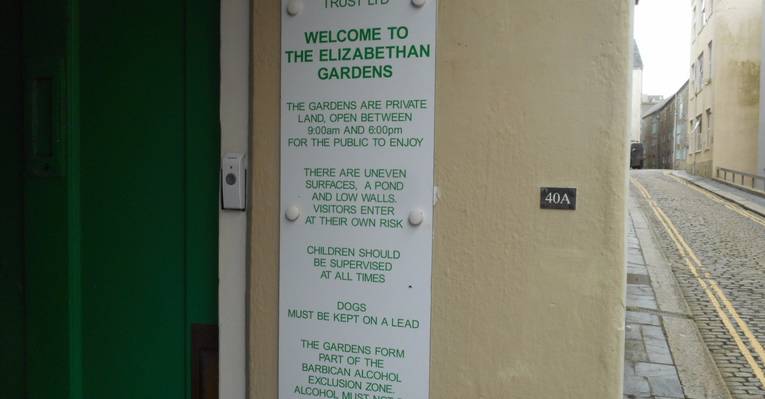 TRUST LTD
WELCOME TO
THE ELIZABETHAN
GARDENS
THE GARDENS ARE PRIVATE
LAND, OPEN BETWEEN
9:00am AND 6:00pm
FOR THE PUBLIC TO ENJOY
THERE ARE UNEVEN
SURFACES, A POND
AND LOW WALLS.
VISITORS ENTER
AT THEIR OWN RISK
CHILDREN SHOULD
BE SUPERVISED
AT ALL TIMES
DOGS
MUST BE KEPT ON A LEAD
THE GARDENS FORM
PART OF THE
BARBICAN ALCOHOL
EXCLUSION ZONE.
ALCOHOL MUST NOT
40A